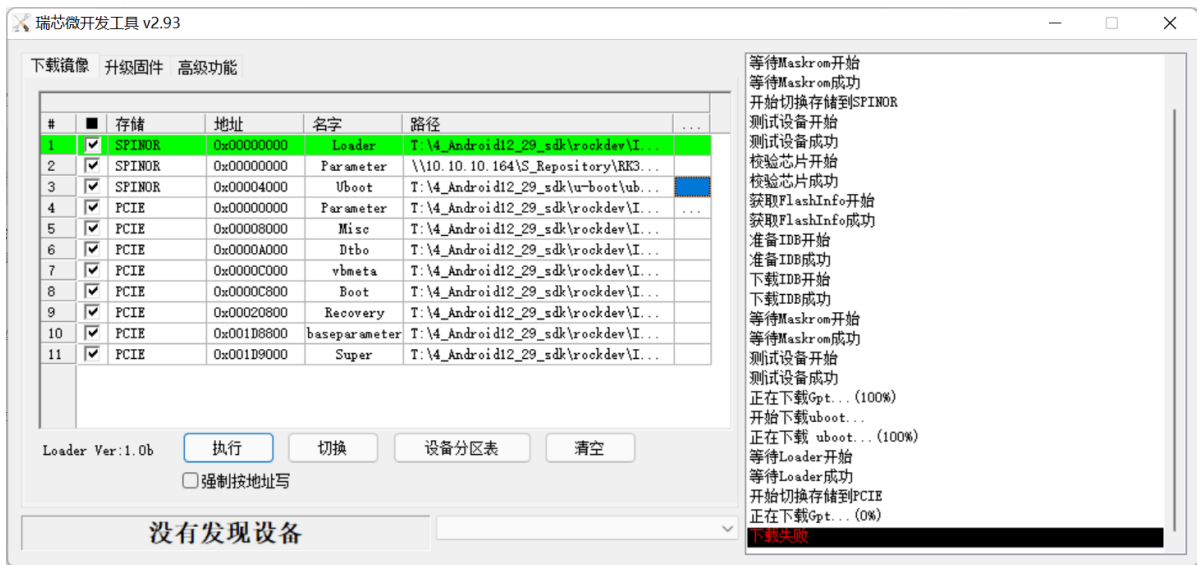 瑞芯微开发工具 v2.93
下载镜像 升级固件 高级功能
# 存储 地址 名字 路径 ...
1 SPINOR 0x00000000 Loader T:\4_Android12_29_sdk\rockdev\I...
2 SPINOR 0x00000000 Parameter \\10.10.10.164\S_Repository\RK3...
3 SPINOR 0x00004000 Uboot T:\4_Android12_29_sdk\u-boot\ub...
4 PCIE 0x00000000 Parameter T:\4_Android12_29_sdk\rockdev\I... ...
5 PCIE 0x00008000 Misc T:\4_Android12_29_sdk\rockdev\I...
6 PCIE 0x0000A000 Dtbo T:\4_Android12_29_sdk\rockdev\I...
7 PCIE 0x0000C000 vbmeta T:\4_Android12_29_sdk\rockdev\I...
8 PCIE 0x0000C800 Boot T:\4_Android12_29_sdk\rockdev\I...
9 PCIE 0x00020800 Recovery T:\4_Android12_29_sdk\rockdev\I...
10 PCIE 0x001D8800 baseparameter T:\4_Android12_29_sdk\rockdev\I...
11 PCIE 0x001D9000 Super T:\4_Android12_29_sdk\rockdev\I...
Loader Ver:1.0b 执行 切换 设备分区表 清空
强制按地址写
没有发现设备
等待Maskrom开始
等待Maskrom成功
开始切换存储到SPINOR
测试设备开始
测试设备成功
校验芯片开始
校验芯片成功
获取FlashInfo开始
获取FlashInfo成功
准备IDB开始
准备IDB成功
下载IDB开始
下载IDB成功
等待Maskrom开始
等待Maskrom成功
测试设备开始
测试设备成功
正在下载Gpt...(100%)
开始下载uboot...
正在下载 uboot...(100%)
等待Loader开始
等待Loader成功
开始切换存储到PCIE
正在下载Gpt...(0%)
下载失败